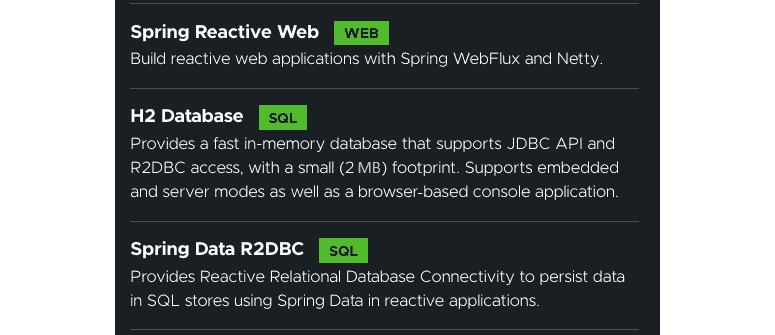 Spring Reactive Web WEB
Build reactive web applications with Spring WebFlux and Netty.
H2 Database SQL
Provides a fast in-memory database that supports JDBC API and
R2DBC access, with a small (2 MB) footprint. Supports embedded
and server modes as well as a browser-based console application.
Spring Data R2DBC SQL
Provides Reactive Relational Database Connectivity to persist data
in SQL stores using Spring Data in reactive applications.